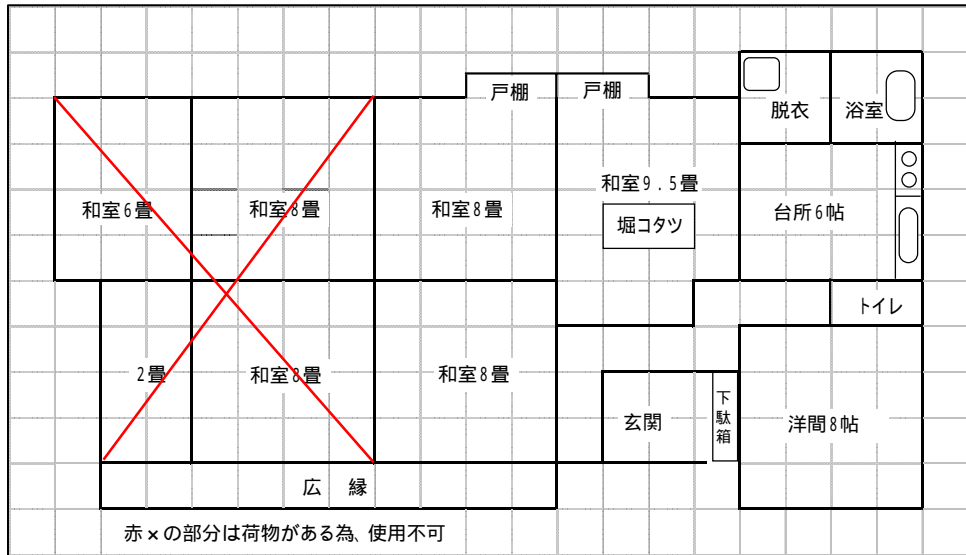 戸棚
戸棚
脱衣
浴室
和室6畳
和室8畳
和室8畳
和室9.5畳
堀コタツ
台所6帖
トイレ
2畳
和室8畳
和室8畳
玄関
下駄箱
洋間8帖
広 縁
赤×の部分は荷物がある為、使用不可